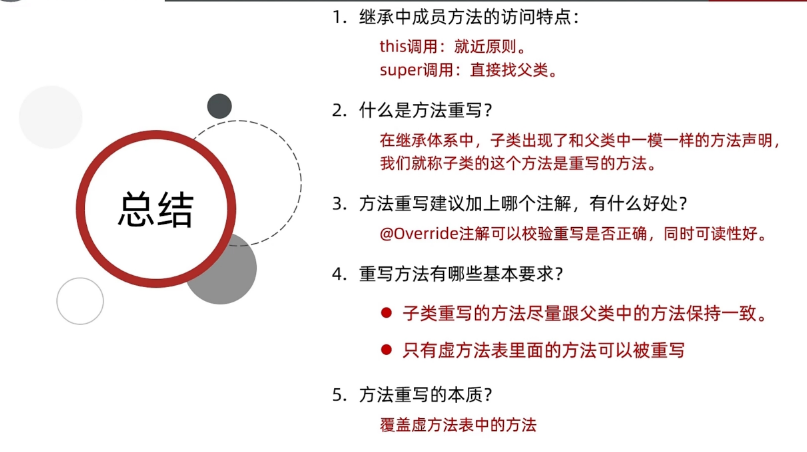 总结
1. 继承中成员方法的访问特点：
this调用：就近原则。
super调用：直接找父类。
2. 什么是方法重写？
在继承体系中，子类出现了和父类中一模一样的方法声明，
我们就称子类的这个方法是重写的方法。
3. 方法重写建议加上哪个注解，有什么好处？
@Override注解可以校验重写是否正确，同时可读性好。
4. 重写方法有哪些基本要求？
● 子类重写的方法尽量跟父类中的方法保持一致。
● 只有虚方法表里面的方法可以被重写
5. 方法重写的本质？
覆盖虚方法表中的方法